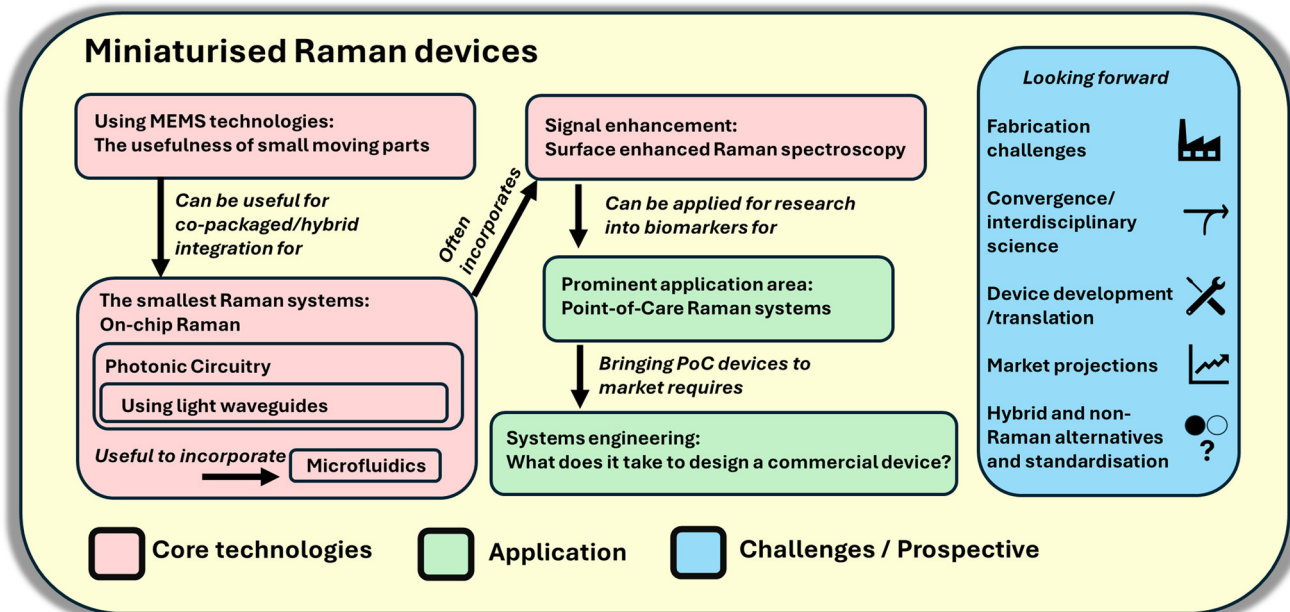 Miniaturised Raman devices
Using MEMS technologies:
The usefulness of small moving parts
Can be useful for
co-packaged/hybrid
integration for
The smallest Raman systems:
On-chip Raman
Photonic Circuitry
Using light waveguides
Useful to incorporate
Microfluidics
Often
incorporates
Signal enhancement:
Surface enhanced Raman spectroscopy
Can be applied for research
into biomarkers for
Prominent application area:
Point-of-Care Raman systems
Bringing PoC devices to
market requires
Systems engineering:
What does it take to design a commercial device?
Looking forward
Fabrication
challenges
Convergence/
interdisciplinary
science
Device development
/translation
Market projections
Hybrid and non-
Raman alternatives
and standardisation
?
Core technologies
Application
Challenges / Prospective